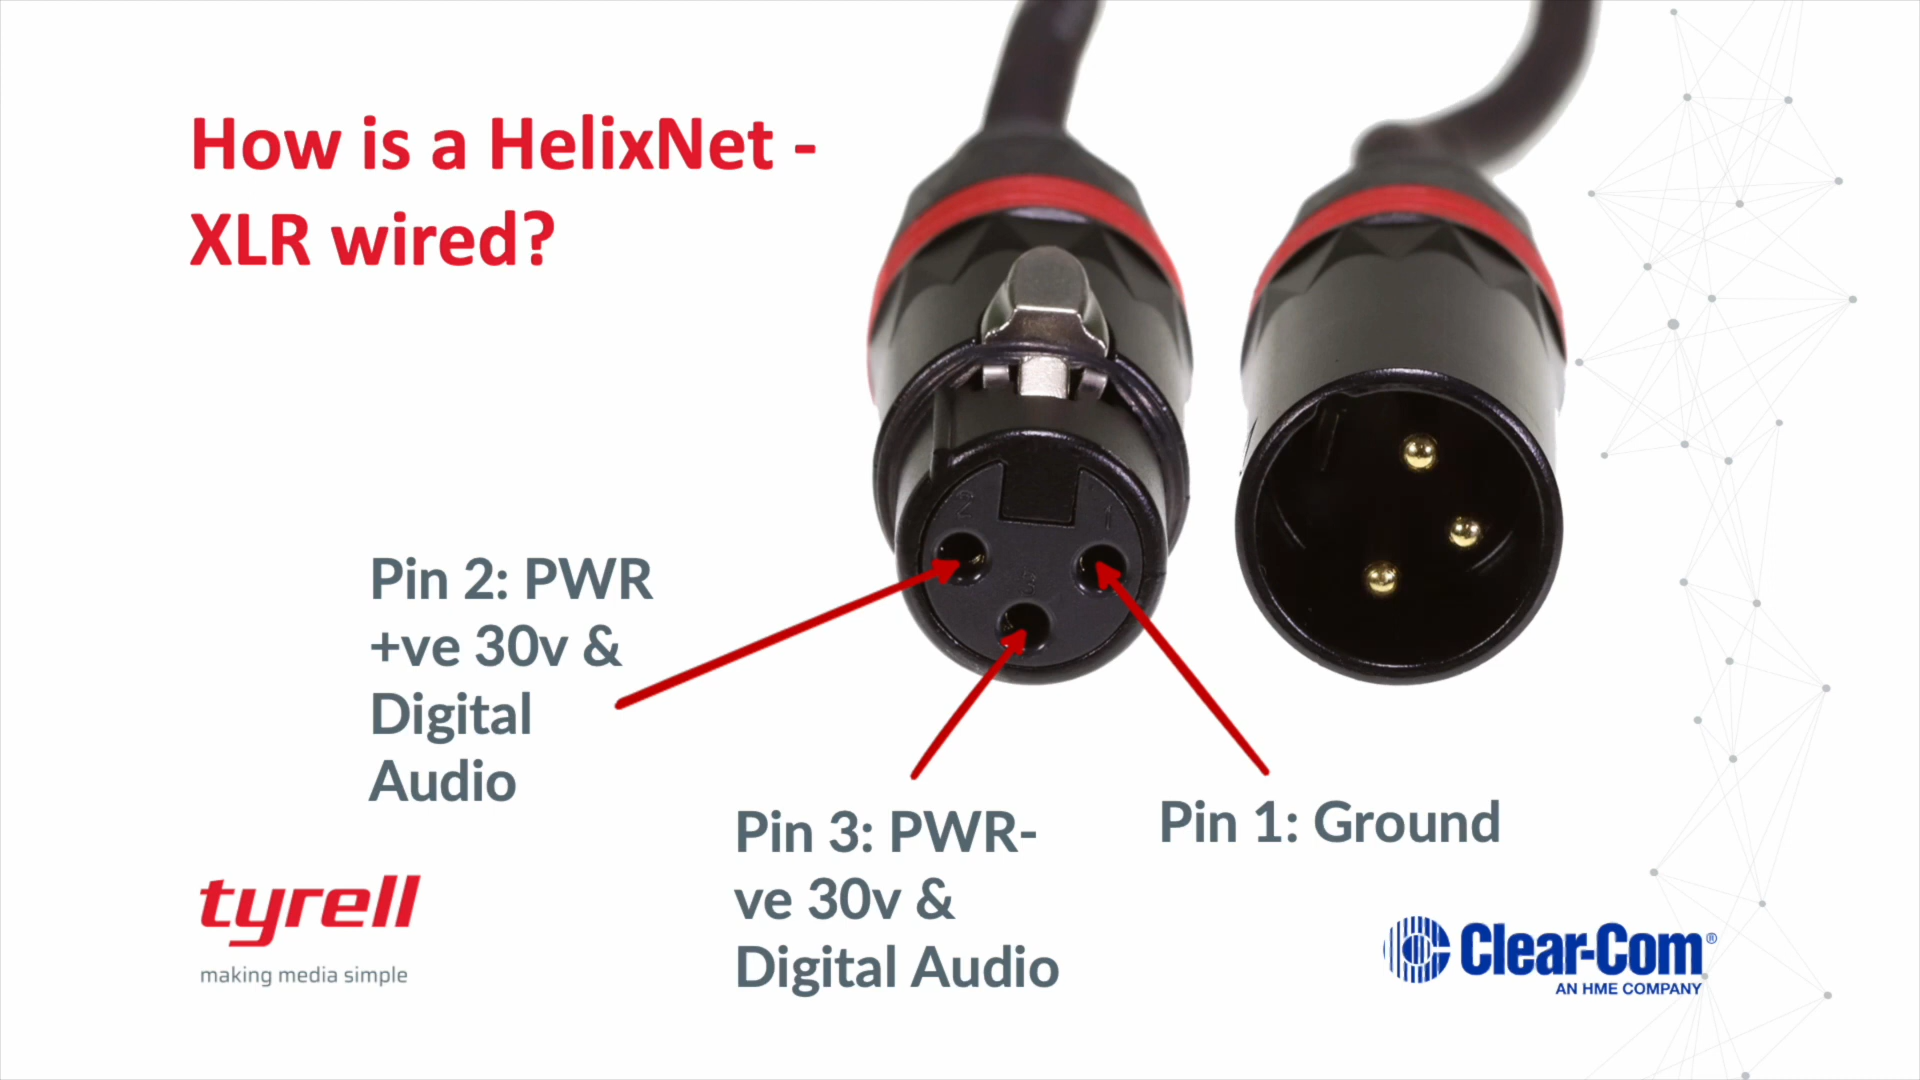 How is a HelixNet -
XLR wired?
2
1
3
Pin 2: PWR
+ve 30v &
Digital
Audio
Pin 3: PWR-
ve 30v &
Digital Audio
Pin 1: Ground
tyrell
making media simple
Clear-Com®
AN HME COMPANY